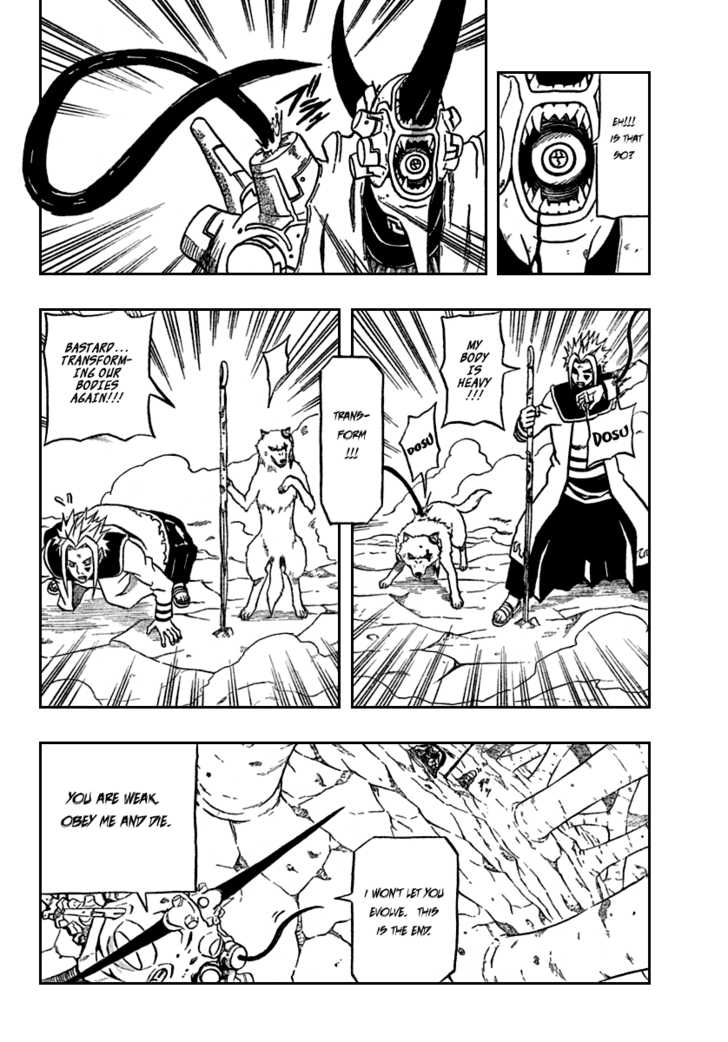 EH!!!
IS THAT
SO?
MY
BODY
IS
HEAVY
!!!
DOSU
DOSU
TRANS-
FORM
!!!
BASTARD...
TRANSFORM-
ING OUR
BODIES
AGAIN!!!
YOU ARE WEAK,
OBEY ME AND DIE.
I WON'T LET YOU
EVOLVE. THIS
IS THE END.